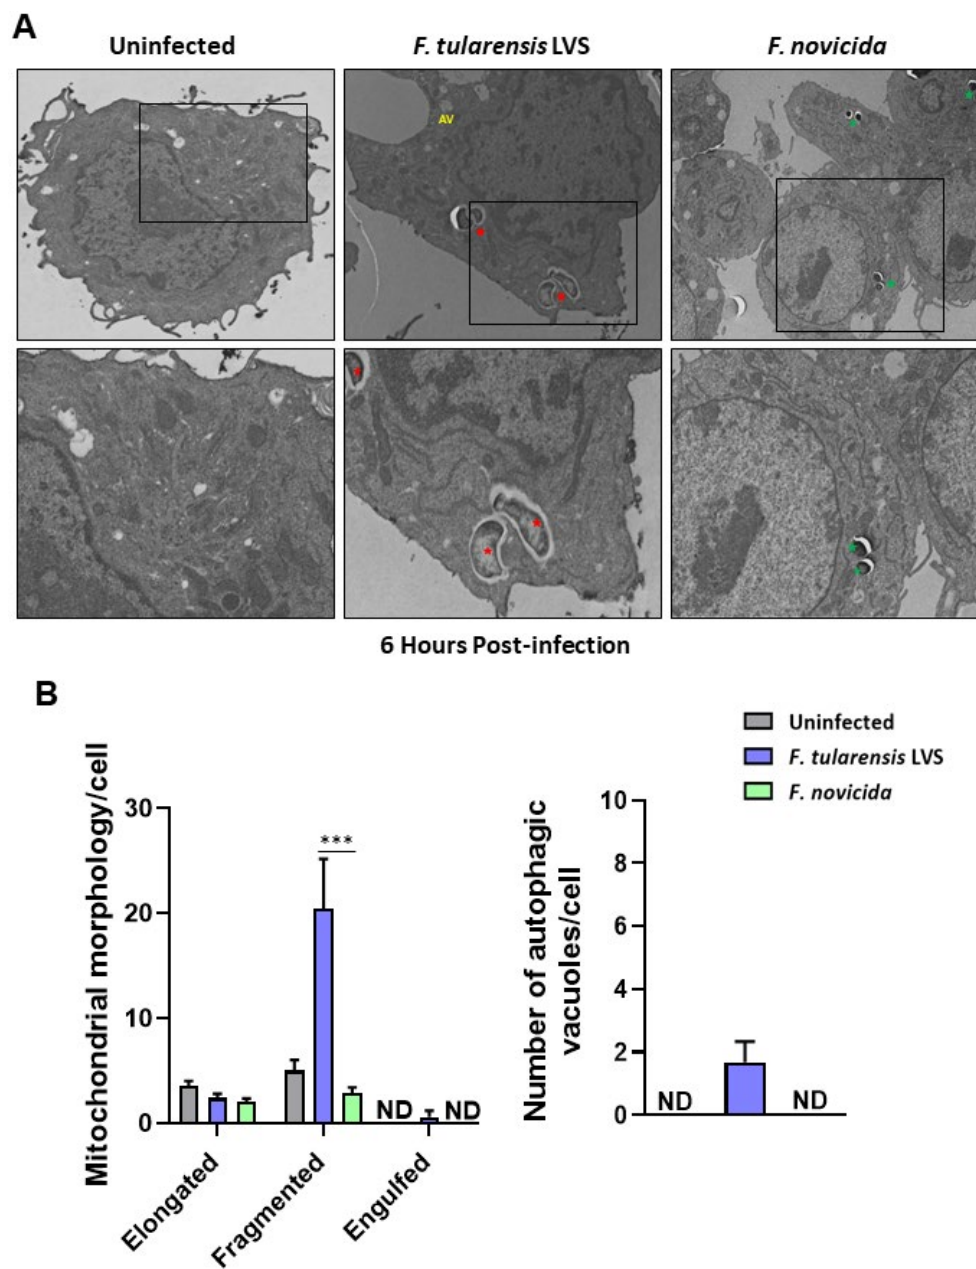 A
Uninfected
F. tularensis LVS
F. novicida
AV
6 Hours Post-infection
B
Uninfected
F. tularensis LVS
F. novicida
Mitochondrial morphology/cell
30
20
10
0
***
ND
ND
Elongated
Fragmented
Engulfed
Number of autophagic
vacuoles/cell
10
8
6
4
2
0
ND
ND